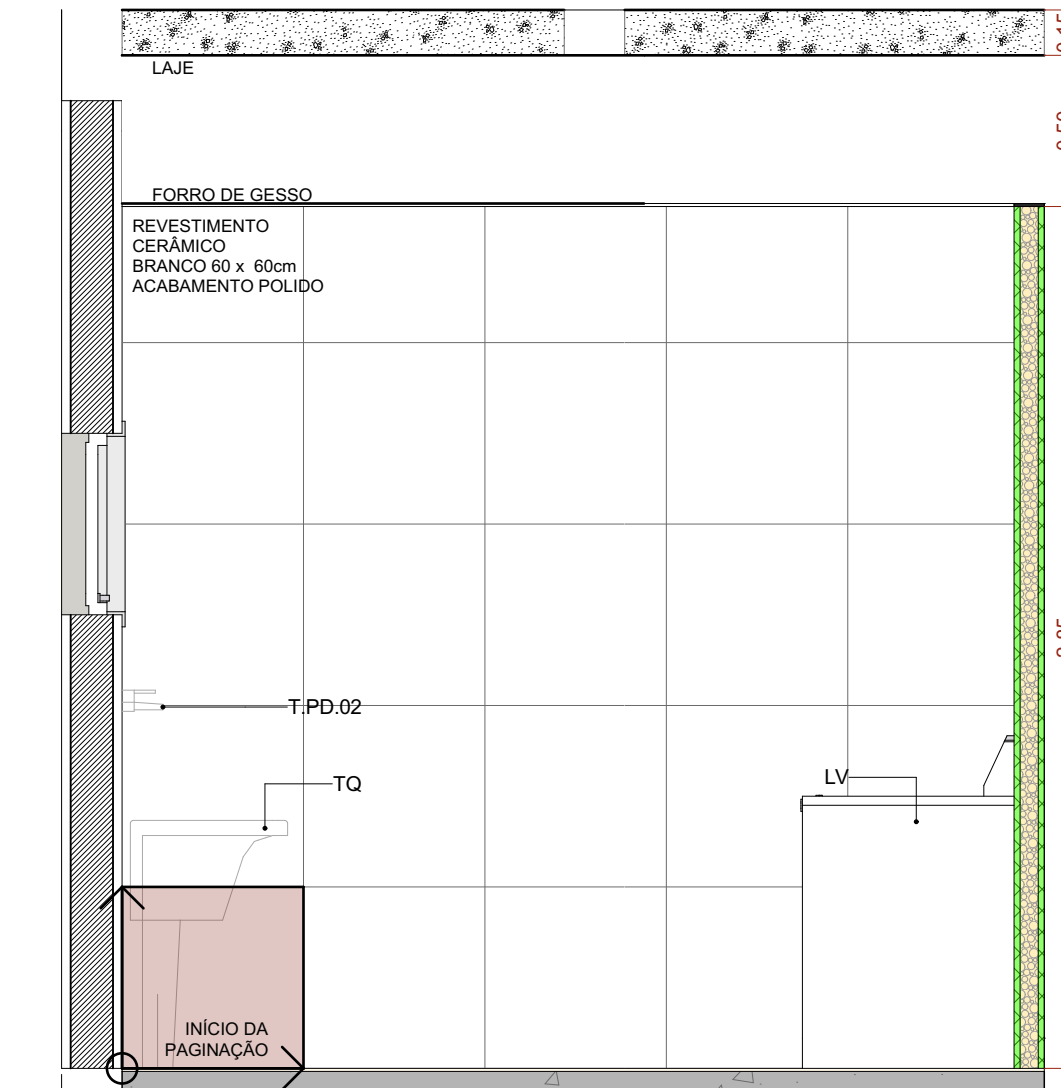 LAJE
FORRO DE GESSO
REVESTIMENTO
CERÂMICO
BRANCO 60 x 60cm
ACABAMENTO POLIDO
T.PD.02
TQ
LV
INÍCIO DA
PAGINAÇÃO